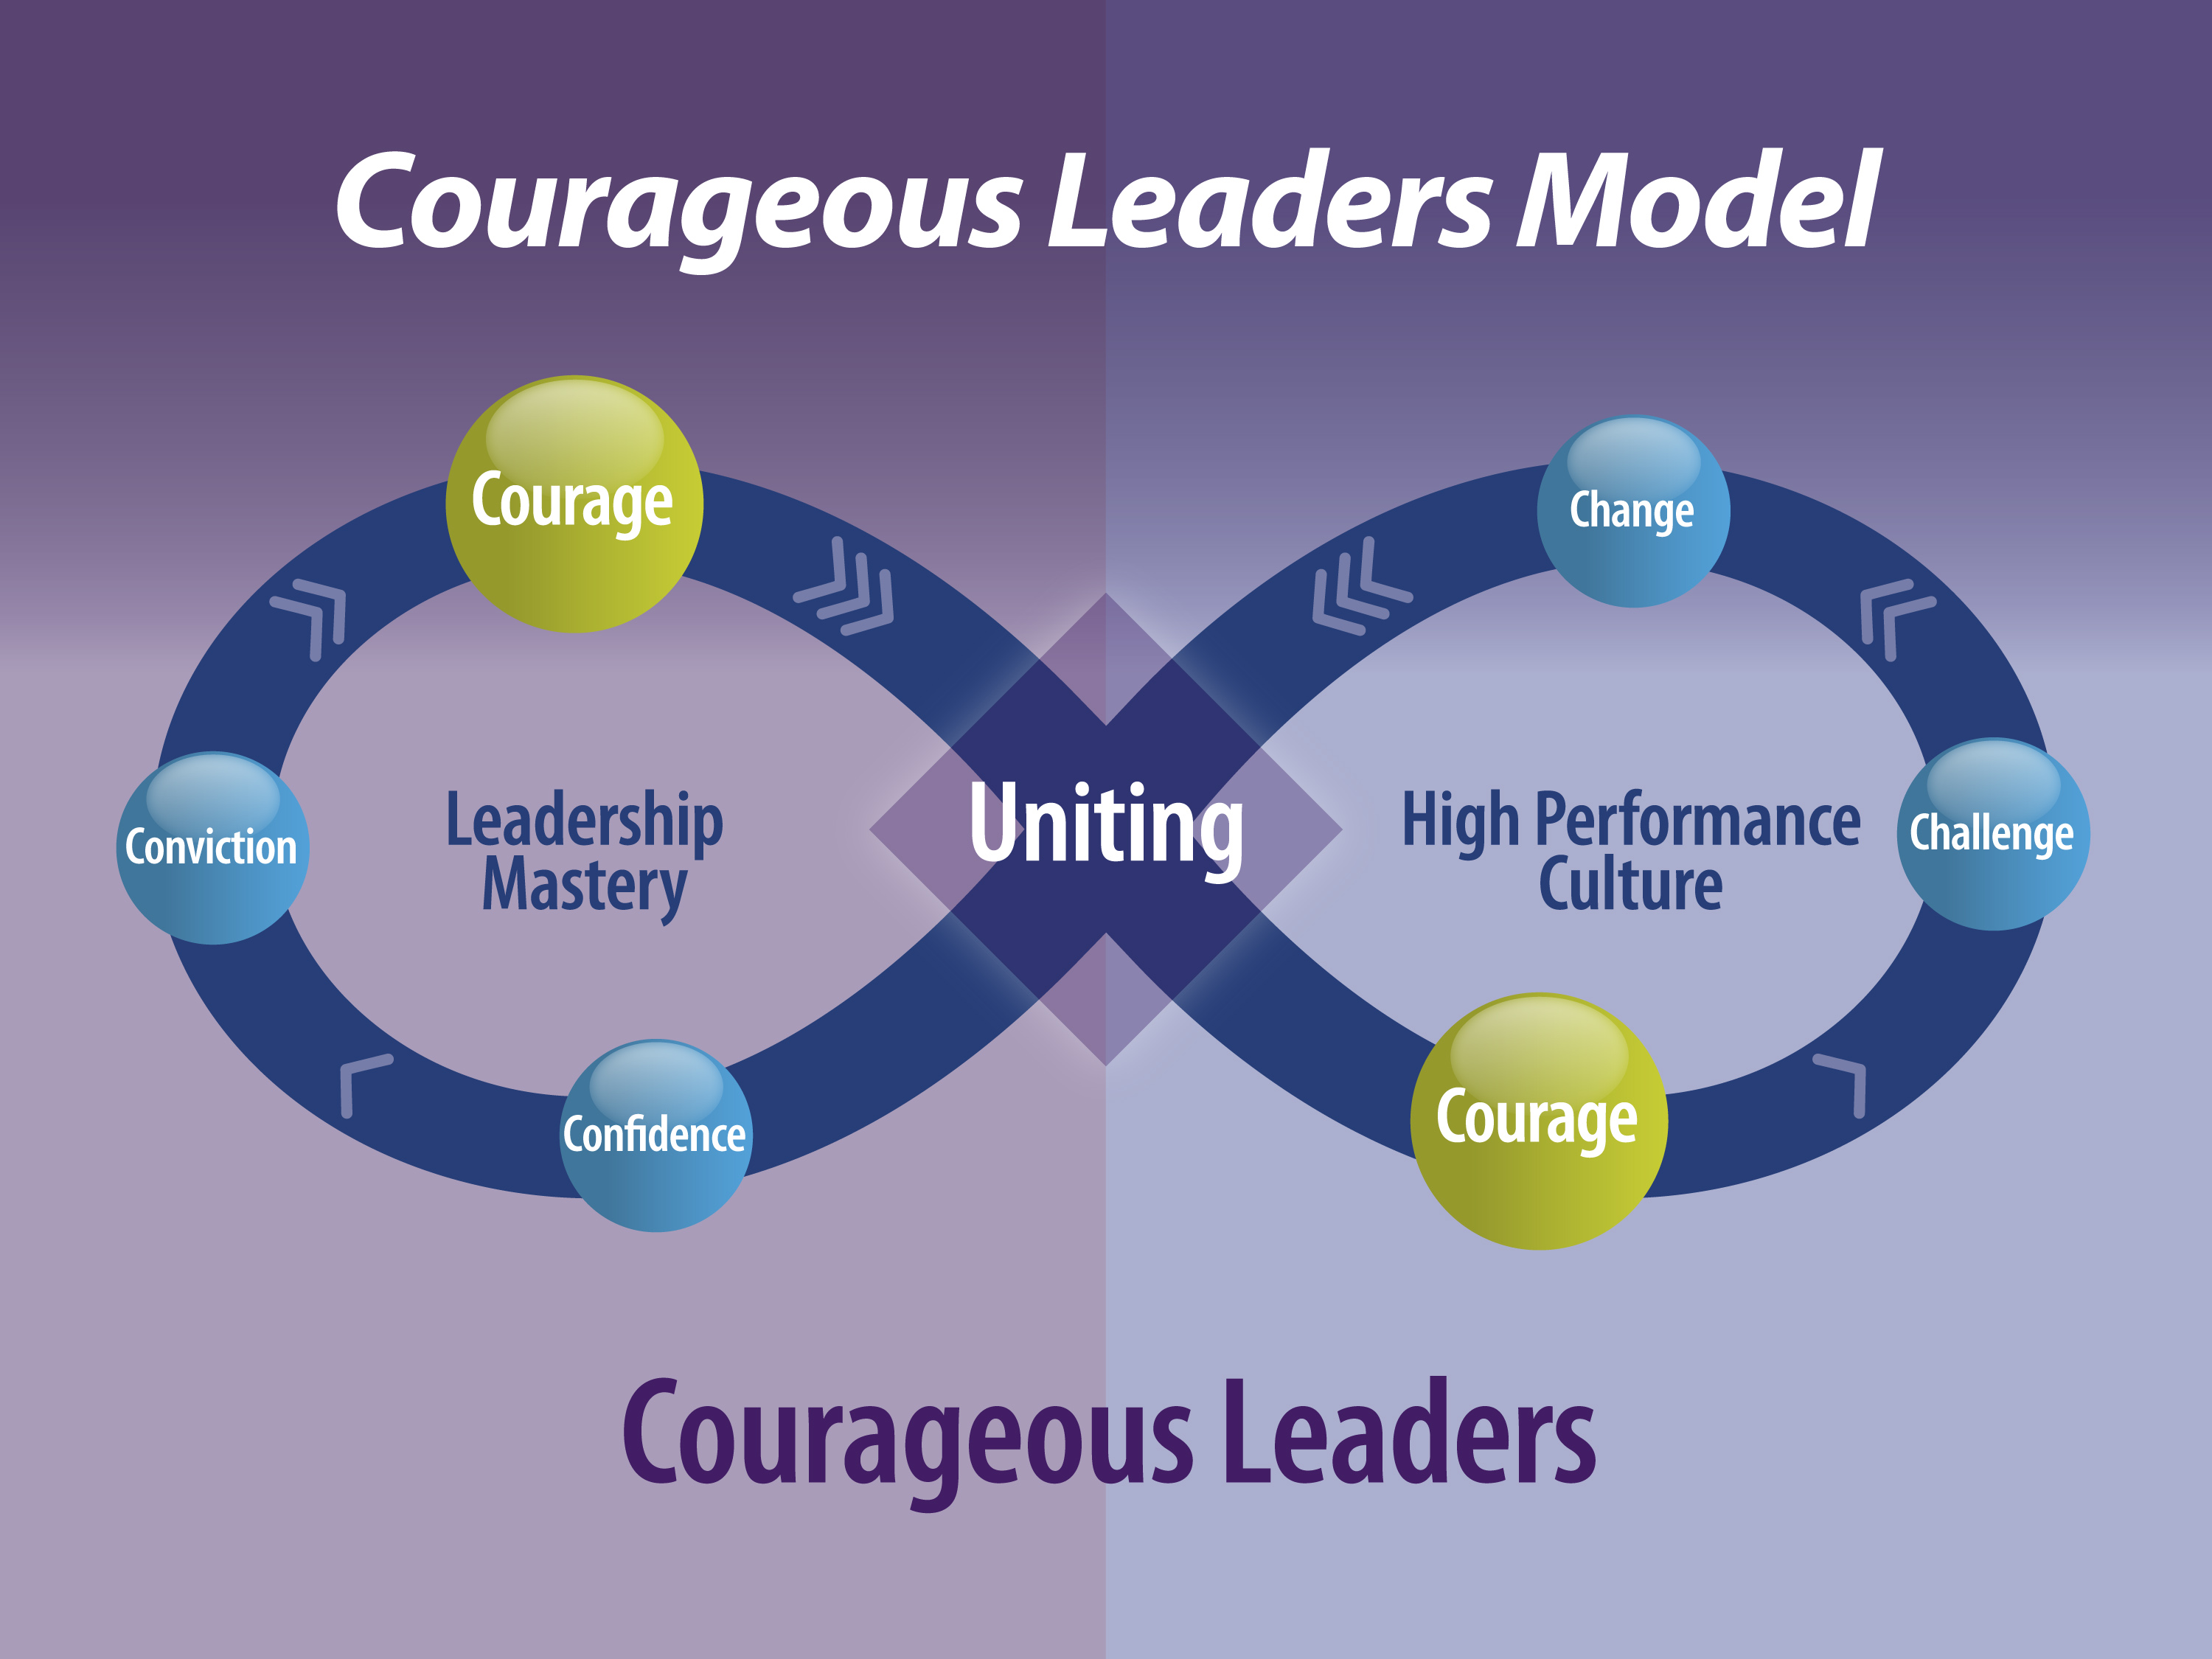 Courageous Leaders Model
Courage
Change
Conviction
Leadership
Mastery
Uniting
High Performance
Culture
Challenge
Confidence
Courage
Courageous Leaders